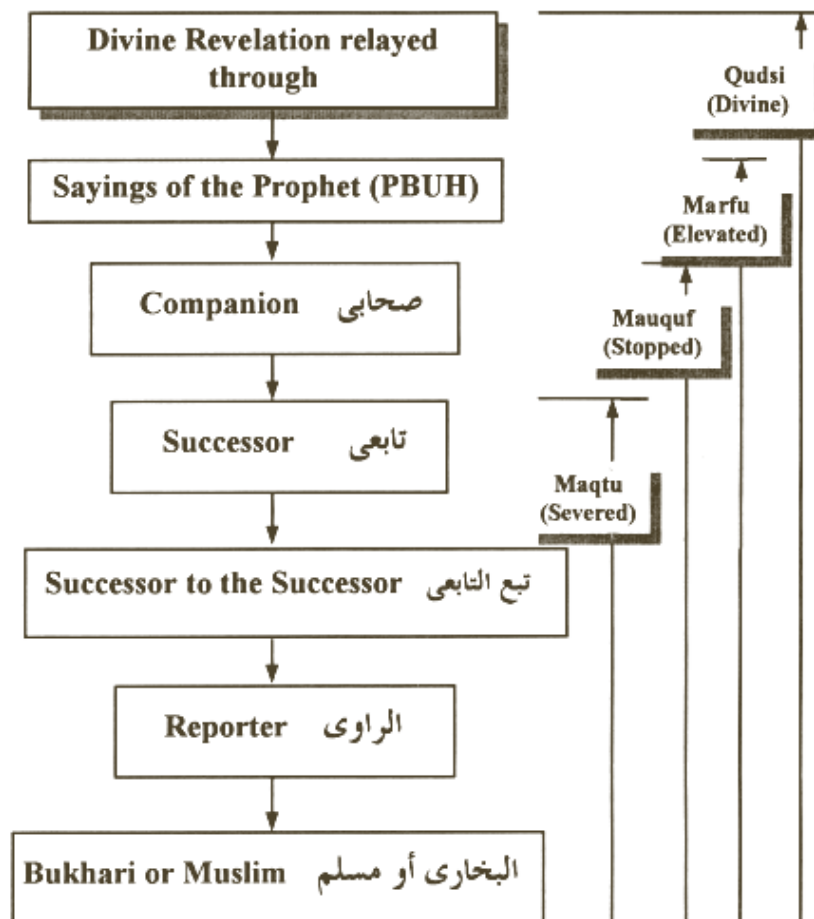 Divine Revelation relayed
through
Sayings of the Prophet (PBUH)
Companion صحابى
Successor تابعى
Successor to the Successor تبع التابعى
Reporter الراوى
Bukhari or Muslim البخارى أو مسلم
Qudsi
(Divine)
Marfu
(Elevated)
Mauquf
(Stopped)
Maqtu
(Severed)